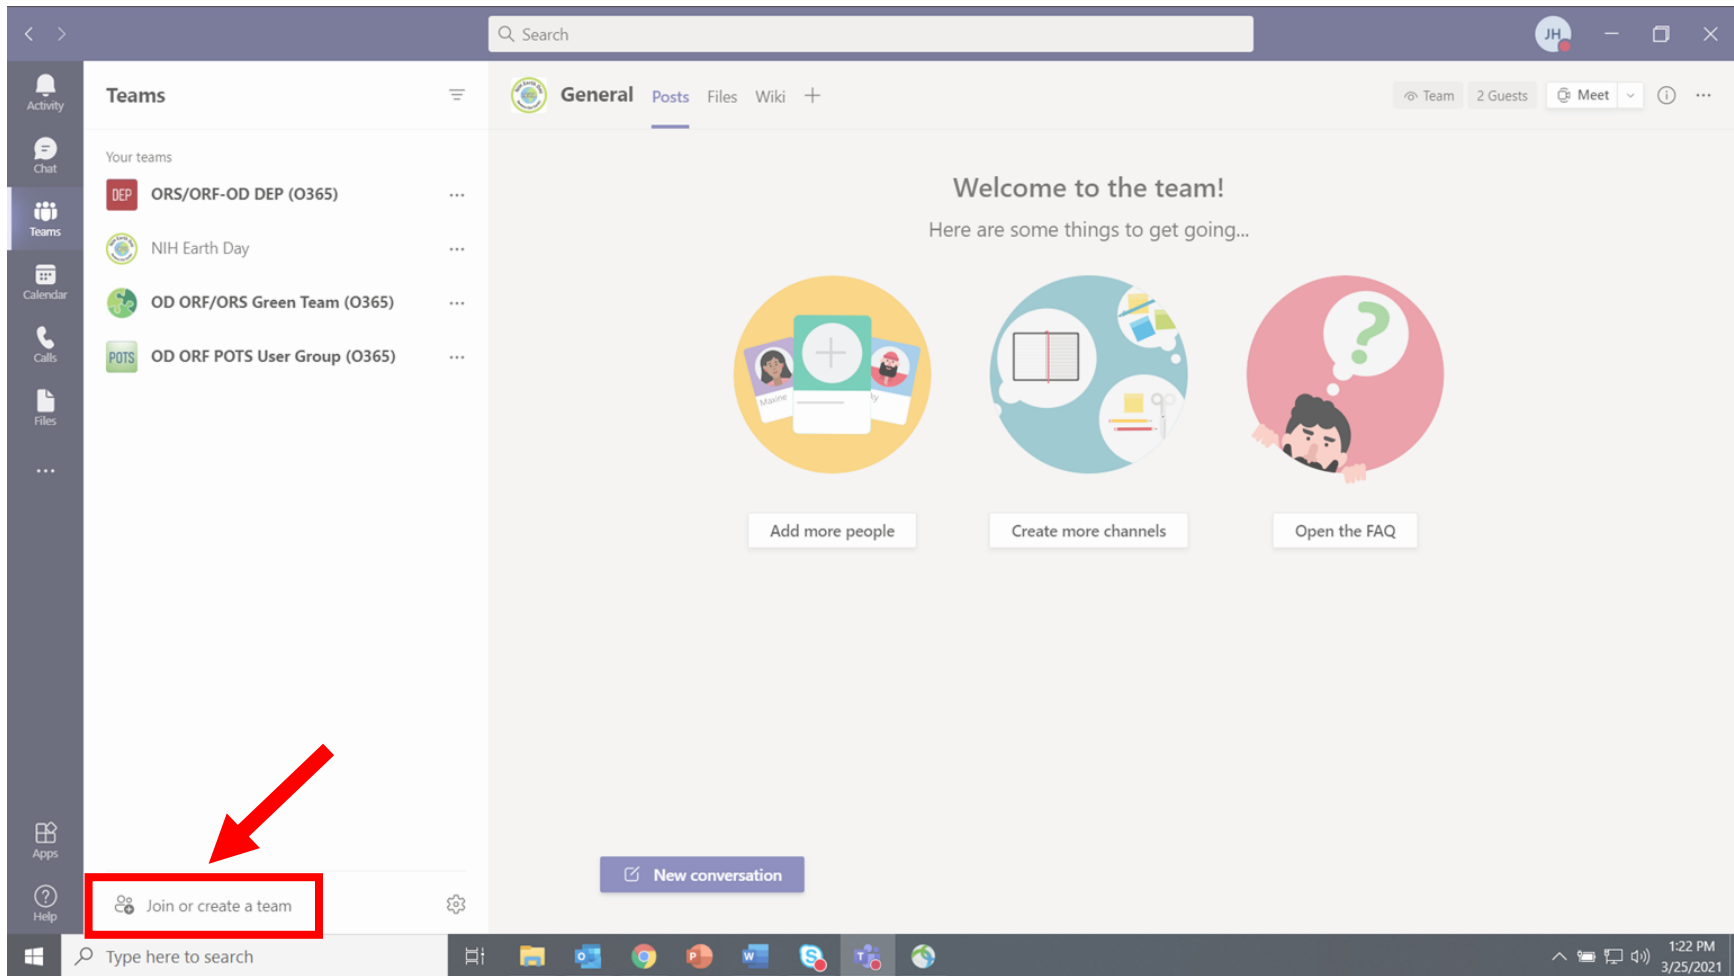 Search
JH
Activity
Chat
Teams
Calendar
Calls
Files
Apps
Help
Teams
Your teams
DEP
ORS/ORF-OD DEP (O365)
NIH Earth Day
OD ORF/ORS Green Team (O365)
POTS
OD ORF POTS User Group (O365)
Join or create a team
General
Posts
Files
Wiki
Team
2 Guests
Meet
Welcome to the team!
Here are some things to get going...
Maxine
Add more people
Create more channels
Open the FAQ
New conversation
Type here to search
1:22 PM
3/25/2021